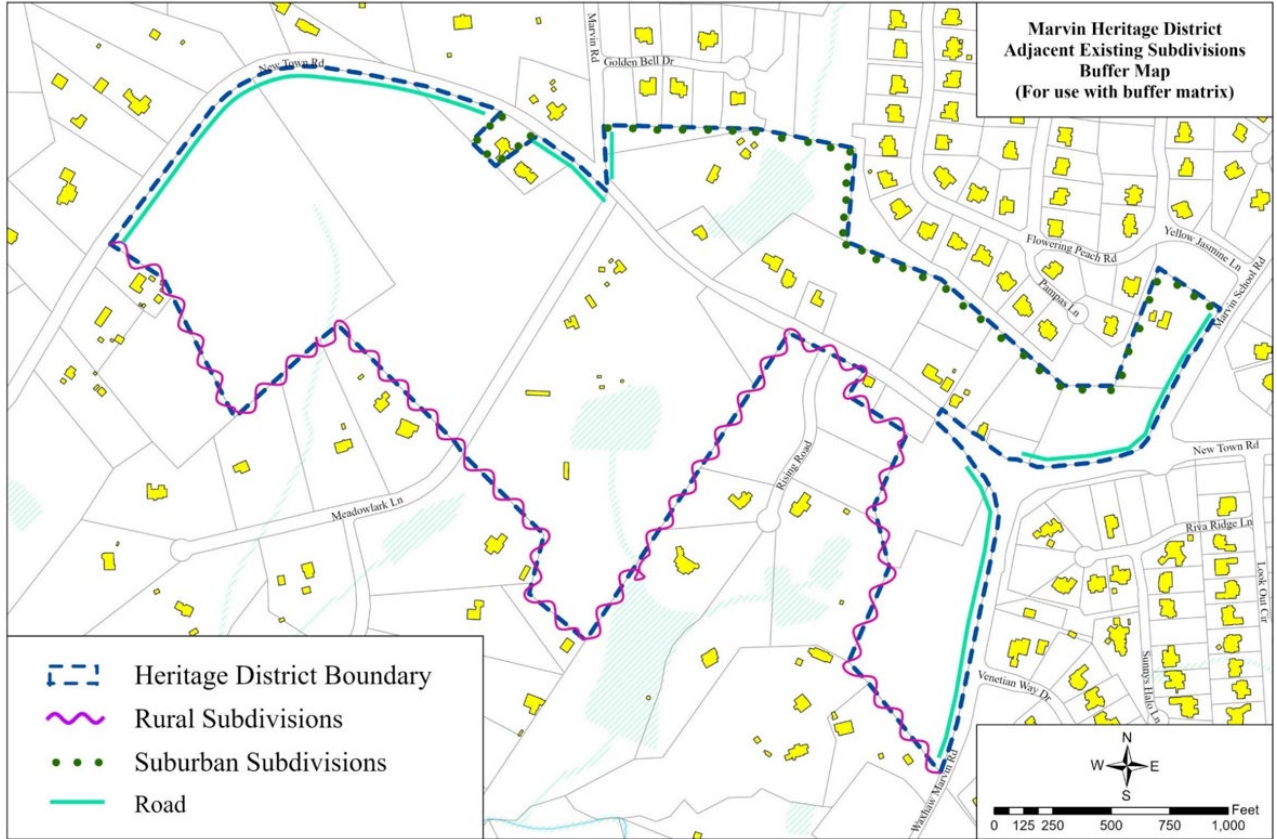 Marvin Heritage District
Adjacent Existing Subdivisions
Buffer Map
(For use with buffer matrix)
New Town Rd
Marvin Rd
Golden Bell Dr
Flowering Peach Rd
Yellow Jasmine Ln
Pampas Ln
Marvin School Rd
New Town Rd
Rising Road
Meadowlark Ln
Riva Ridge Ln
Look Out Cir
Sunnys Halo Ln
Venetian Way Dr
Waxhaw Marvin Rd
Heritage District Boundary
Rural Subdivisions
Suburban Subdivisions
Road
N
W E
S
Feet
0 125 250 500 750 1,000